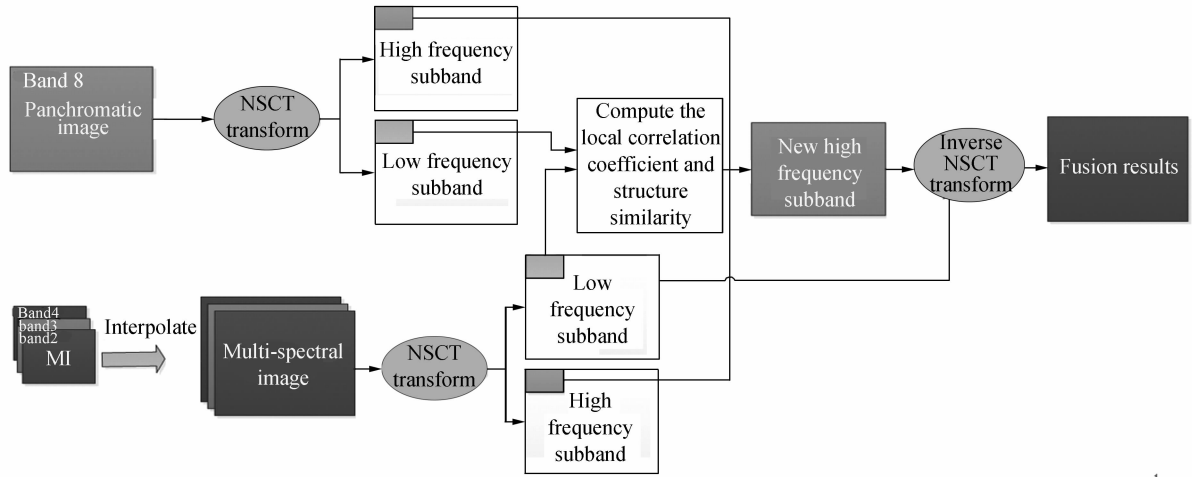 Band 8
Panchromatic
image
NSCT
transform
High frequency
subband
Low frequency
subband
Compute the
local correlation
coefficient and
structure
similarity
New high
frequency
subband
Inverse
NSCT
transform
Fusion results
Band4
band3
band2
MI
Interpolate
Multi-spectral
image
NSCT
transform
Low
frequency
subband
High
frequency
subband